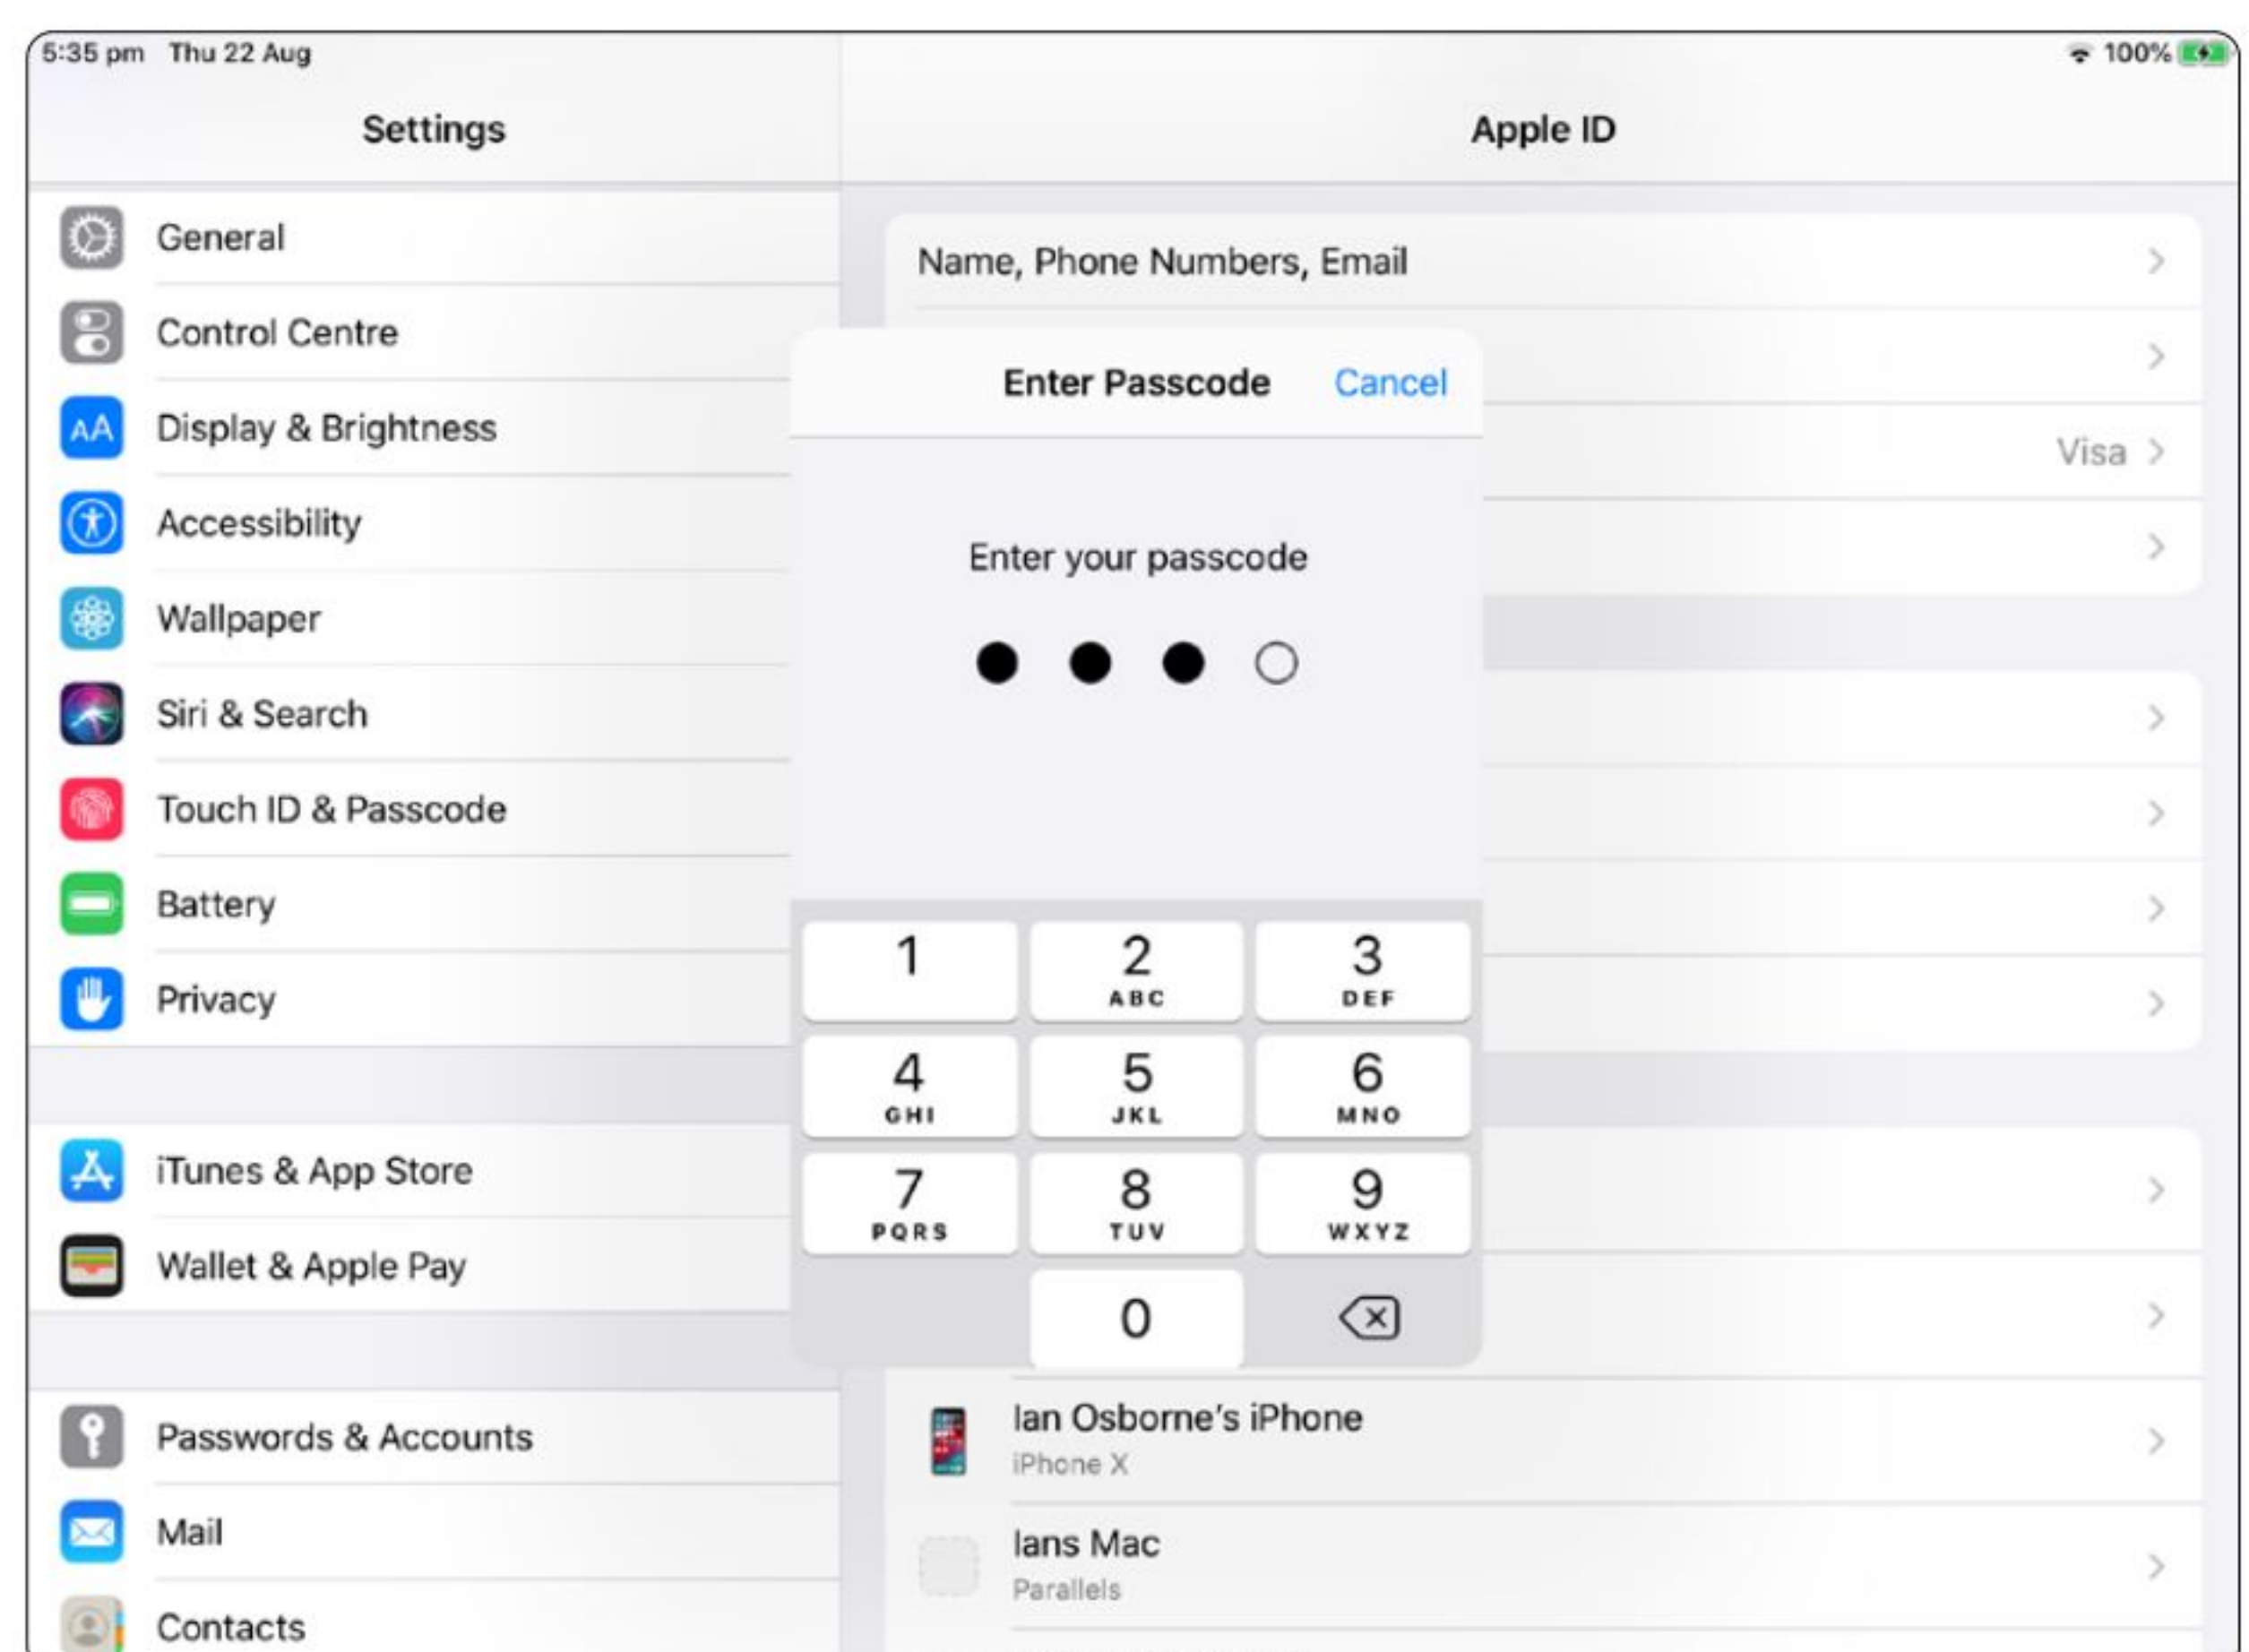 5:35 pm Thu 22 Aug
100%
Settings
Apple ID
General
Control Centre
Display & Brightness
Accessibility
Wallpaper
Siri & Search
Touch ID & Passcode
Battery
Privacy
iTunes & App Store
Wallet & Apple Pay
Passwords & Accounts
Mail
Contacts
Name, Phone Numbers, Email
Visa
Enter Passcode
Cancel
Enter your passcode
1
2
ABC
3
DEF
4
GHI
5
JKL
6
MNO
7
PQRS
8
TUV
9
WXYZ
0
Ian Osborne's iPhone
iPhone X
Ians Mac
Parallels